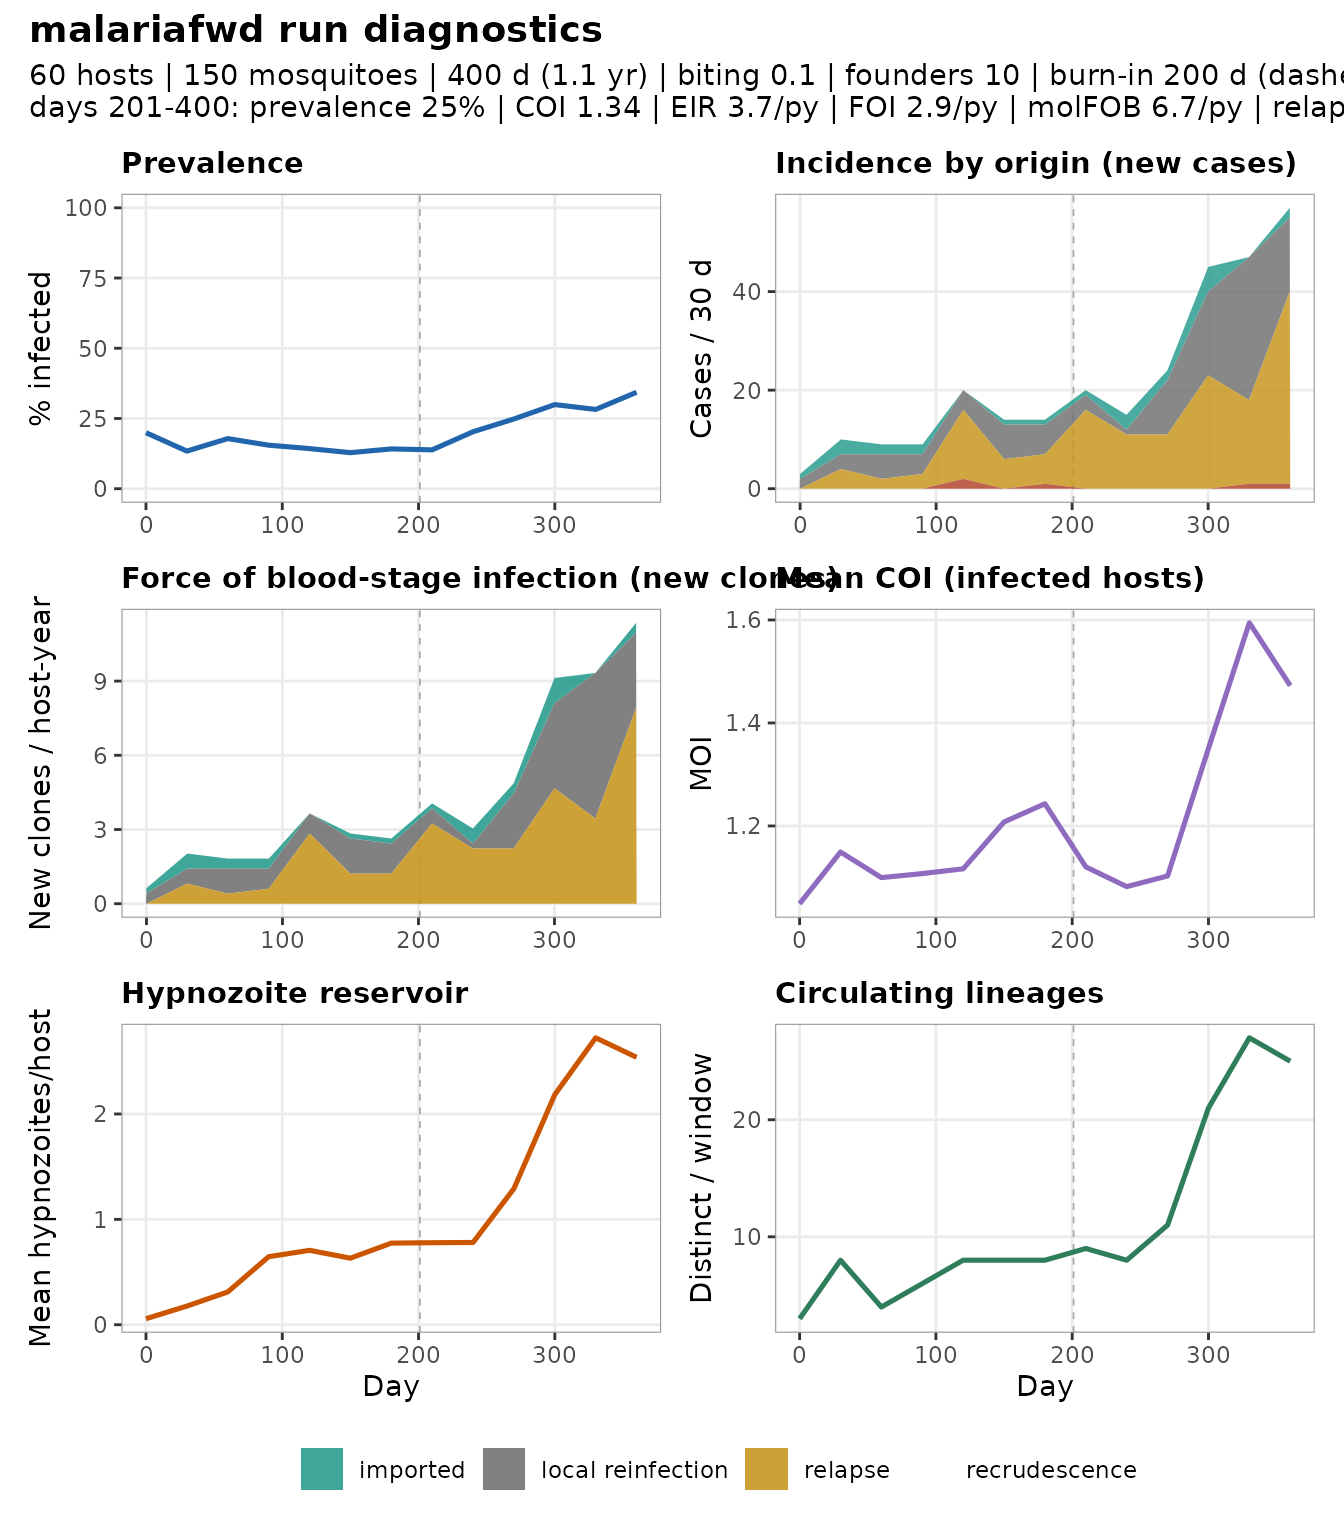 malariafwd run diagnostics
60 hosts | 150 mosquitoes | 400 d (1.1 yr) | biting 0.1 | founders 10 | burn-in 200 d (dashe
days 201-400: prevalence 25% | COI 1.34 | EIR 3.7/py | FOI 2.9/py | molFOB 6.7/py | relap
Prevalence
% infected
100
75
50
25
0
0 100 200 300
Incidence by origin (new cases)
Cases / 30 d
40
20
0
0 100 200 300
Force of blood-stage infection (new clones)
New clones / host-year
9
6
3
0
0 100 200 300
Mean COI (infected hosts)
MOI
1.6
1.4
1.2
0 100 200 300
Hypnozoite reservoir
Mean hypnozoites/host
2
1
0
0 100 200 300
Day
Circulating lineages
Distinct / window
20
10
0 100 200 300
Day
imported local reinfection relapse recrudescence